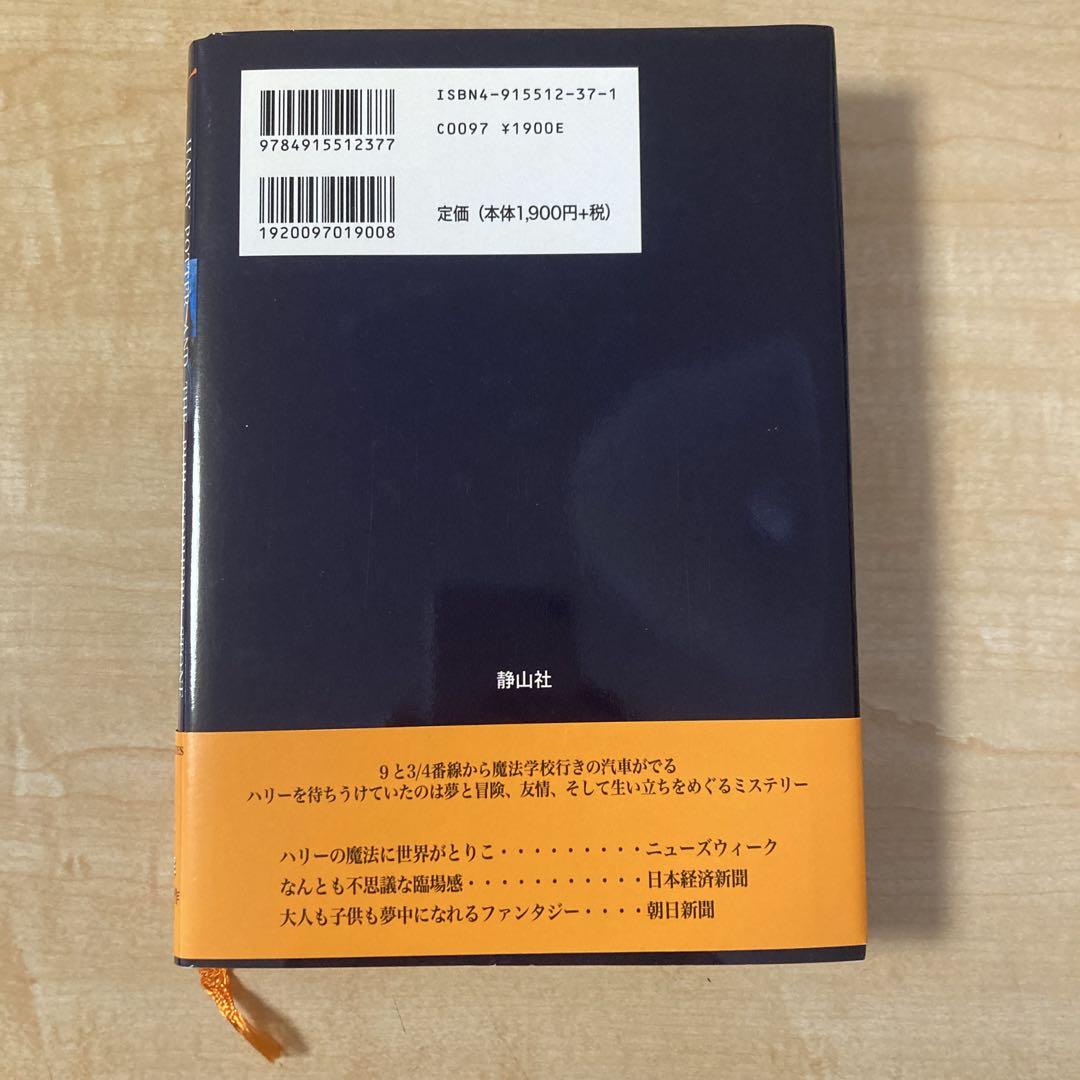 ISBN4-915512-37-1
C0097 ¥1900E
9784915512377
定価（本体1,900円+税）
1920097019008
HARRY POTTER AND THE PHILOSOPHER'S STONE
静山社
9と3/4番線から魔法学校行きの汽車がでる
ハリーを待ちうけていたのは夢と冒険、友情、そして生い立ちをめぐるミステリー
ハリーの魔法に世界がとりこ・・・・・・・・・ニューズウィーク
なんとも不思議な臨場感・・・・・・・・・・・日本経済新聞
大人も子供も夢中になれるファンタジー・・・・朝日新聞